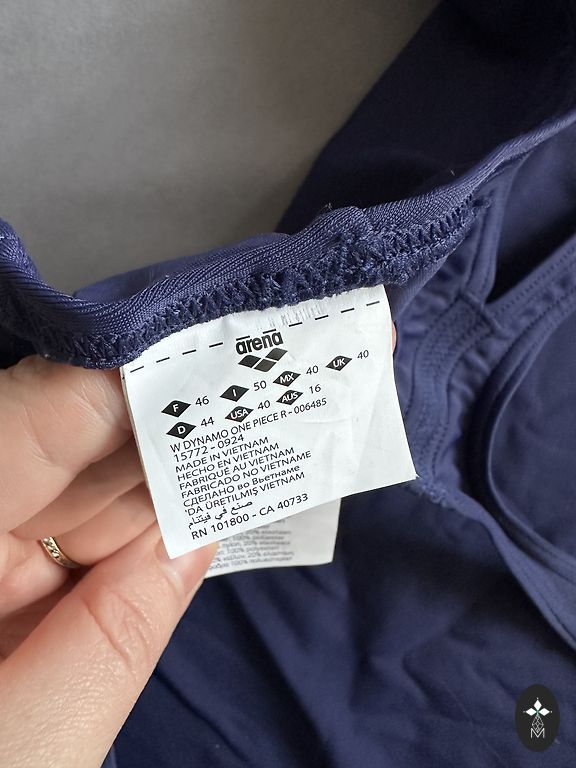 arena
F 46 I 50 MX 40 UK 40
D 44 USA 40 AUS 16
W DYNAMO ONE PIECE R-006485
15772 - 0924
MADE IN VIETNAM
HECHO EN VIETNAM
FABRIQUÉ AU VIETNAM
FABRICADO NO VIETNAME
СДЕЛАНО во Вьетнаме
'DA ÜRETILMIŞ VIETNAM
صنع في فيتنام
RN 101800 - CA 40733
M